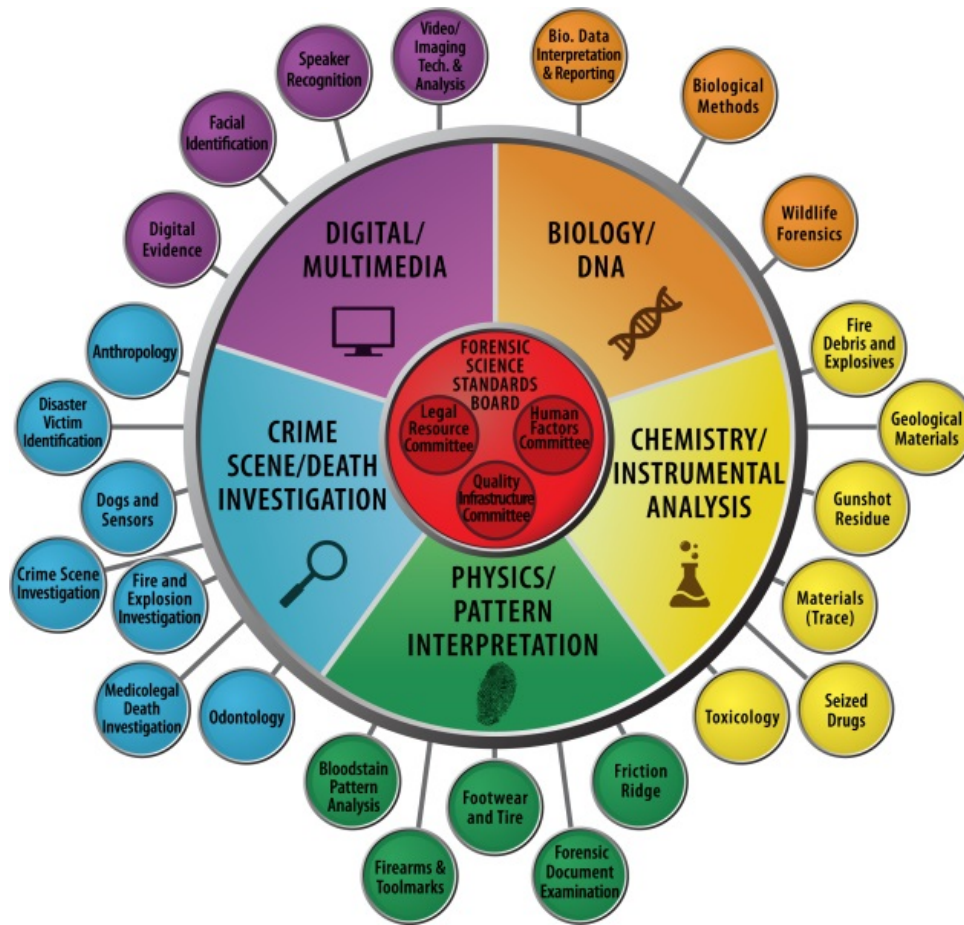 Video/
Imaging
Tech. &
Analysis
Bio. Data
Interpretation
& Reporting
Speaker
Recognition
Biological
Methods
Facial
Identification
Wildlife
Forensics
Digital
Evidence
DIGITAL/
MULTIMEDIA
BIOLOGY/
DNA
Anthropology
Fire
Debris and
Explosives
Disaster
Victim
Identification
Geological
Materials
FORENSIC
SCIENCE
STANDARDS
BOARD
Legal
Resource
Committee
Human
Factors
Committee
Quality
Infrastructure
Committee
CRIME
SCENE/DEATH
INVESTIGATION
CHEMISTRY/
INSTRUMENTAL
ANALYSIS
Dogs and
Sensors
Gunshot
Residue
Crime Scene
Investigation
Fire and
Explosion
Investigation
Materials
(Trace)
PHYSICS/
PATTERN
INTERPRETATION
Medicolegal
Death
Investigation
Odontology
Toxicology
Seized
Drugs
Bloodstain
Pattern
Analysis
Footwear
and Tire
Friction
Ridge
Firearms &
Toolmarks
Forensic
Document
Examination